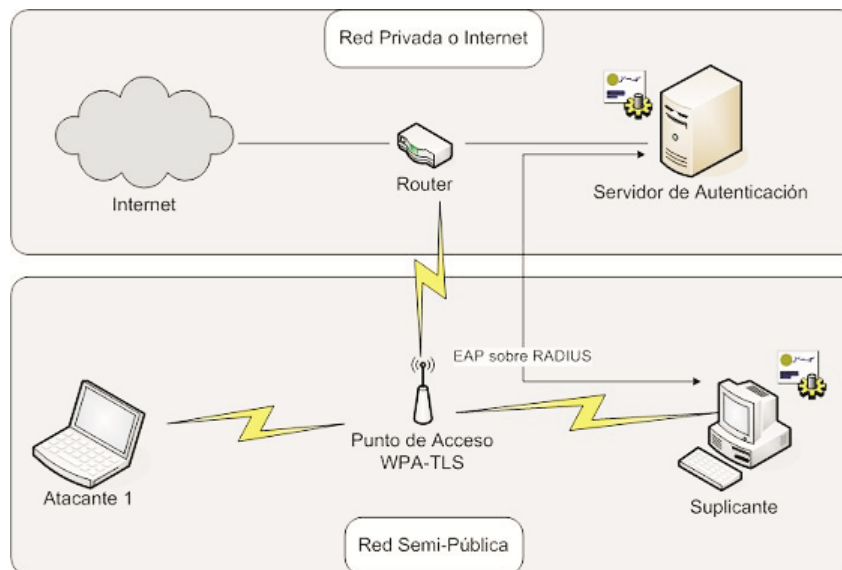 Red Privada o Internet
Internet
Router
Servidor de Autenticación
EAP sobre RADIUS
Punto de Acceso
WPA-TLS
Atacante 1
Suplicante
Red Semi-Pública